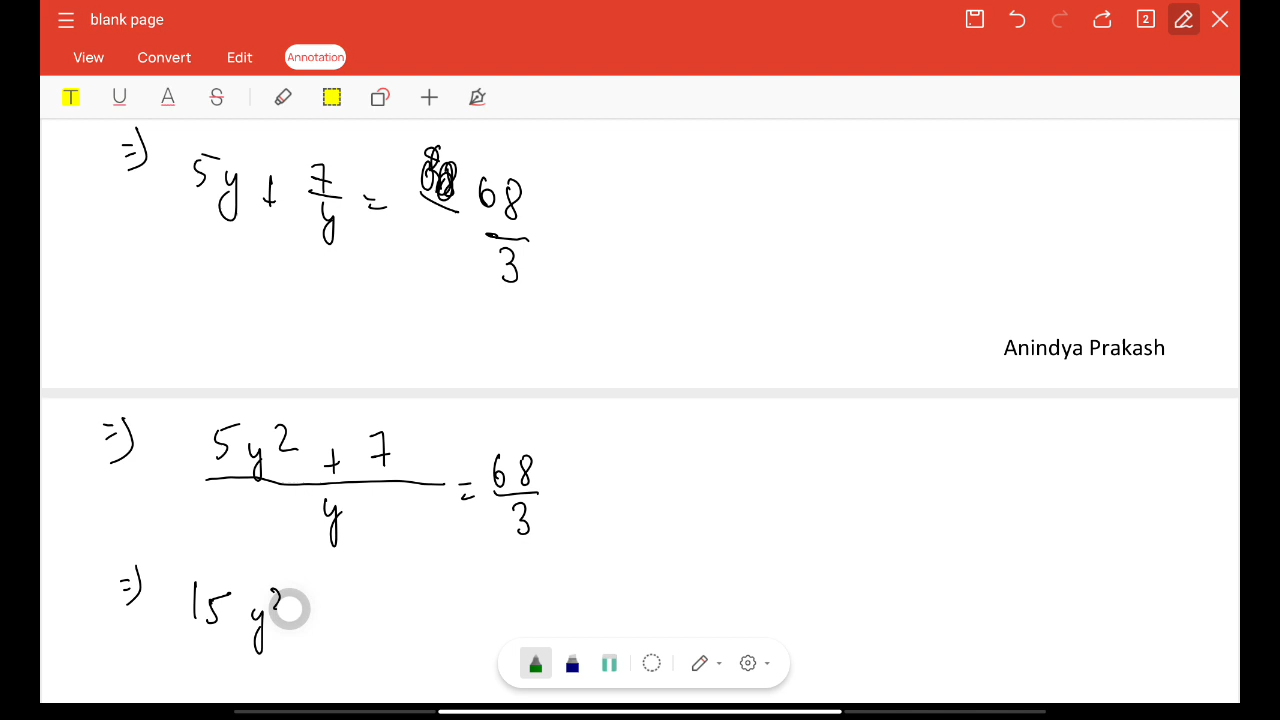 blank page
2
View Convert Edit Annotation
T U A S
⇒ 5y + 7/y = 68/3
Anindya Prakash
⇒ (5y² + 7)/y = 68/3
⇒ 15y²